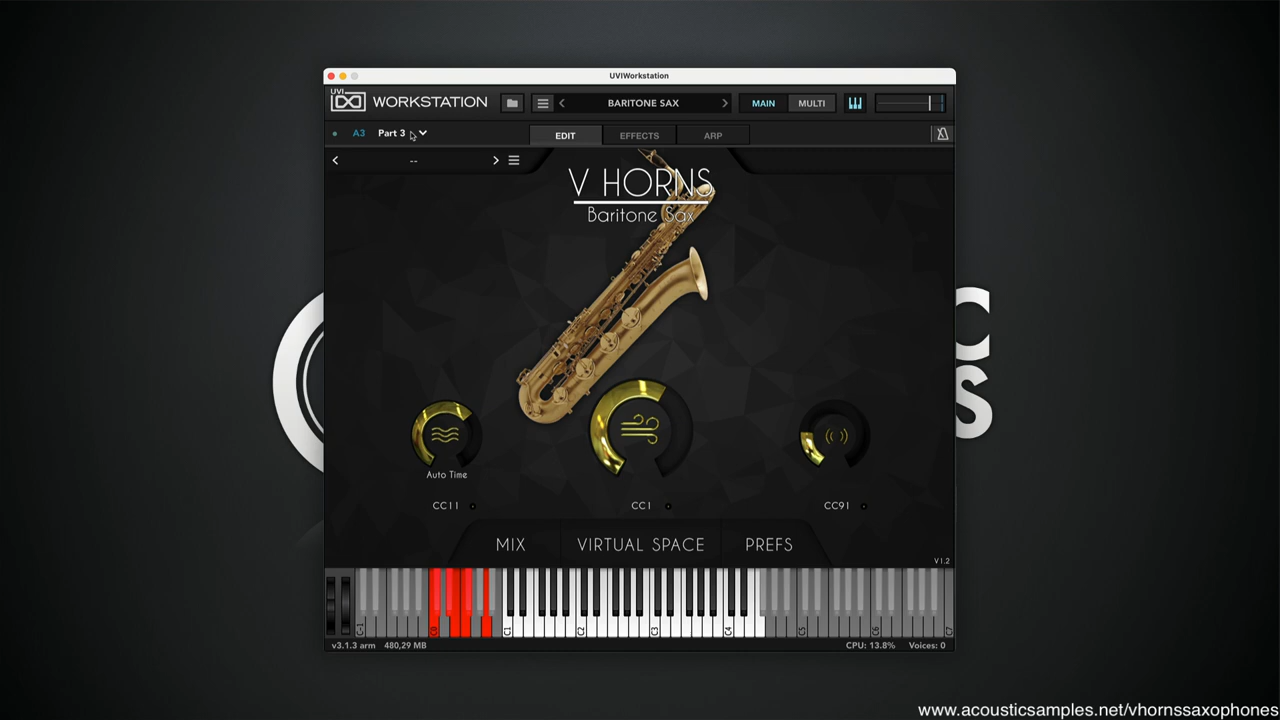 UVIWorkstation
UVI WORKSTATION
BARITONE SAX
MAIN
MULTI
A3 Part 3
EDIT
EFFECTS
ARP
--
V HORNS
Baritone Sax
Auto Time
CC11
CC1
CC91
MIX
VIRTUAL SPACE
PREFS
V1.2
C-1
C0
C1
C2
C3
C4
C5
C6
C7
v3.1.3 arm
480,29 MB
CPU: 13.8%
Voices: 0
C
S
www.acousticsamples.net/vhornssaxophones